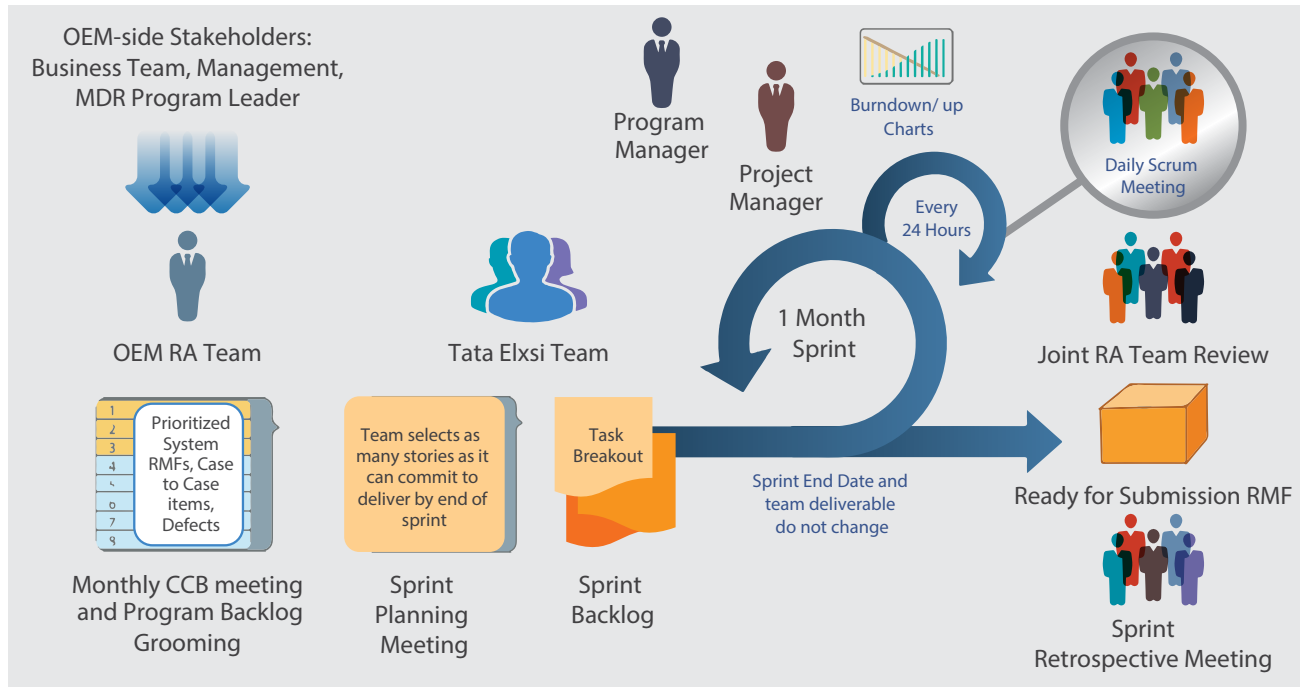 OEM-side Stakeholders:
Business Team, Management,
MDR Program Leader
OEM RA Team
1
2
3
4
7
Prioritized
System
RMFs, Case
to Case
items,
Defects
Monthly CCB meeting
and Program Backlog
Grooming
Tata Elxsi Team
Team selects as
many stories as it
can commit to
deliver by end of
sprint
Sprint
Planning
Meeting
Task
Breakout
Sprint
Backlog
Program
Manager
Project
Manager
Burndown/ up
Charts
Every
24 Hours
1 Month
Sprint
Sprint End Date and
team deliverable
do not change
Daily Scrum
Meeting
Joint RA Team Review
Ready for Submission RMF
Sprint
Retrospective Meeting